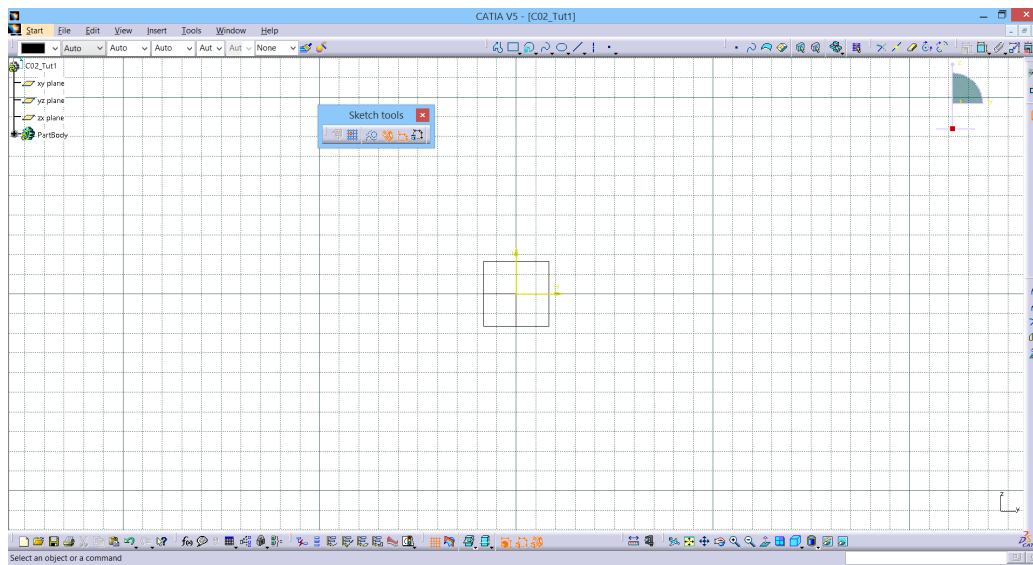 CATIA V5 - [C02_Tut1]
Start File Edit View Insert Tools Window Help
Auto Auto Auto Aut Aut None
C02_Tut1
xy plane
yz plane
zx plane
PartBody
Sketch tools
z
y
Select an object or a command